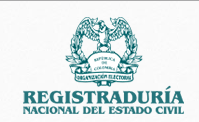 REPÚBLICA
DE
COLOMBIA
ORGANIZACIÓN ELECTORAL
REGISTRADURÍA
NACIONAL DEL ESTADO CIVIL